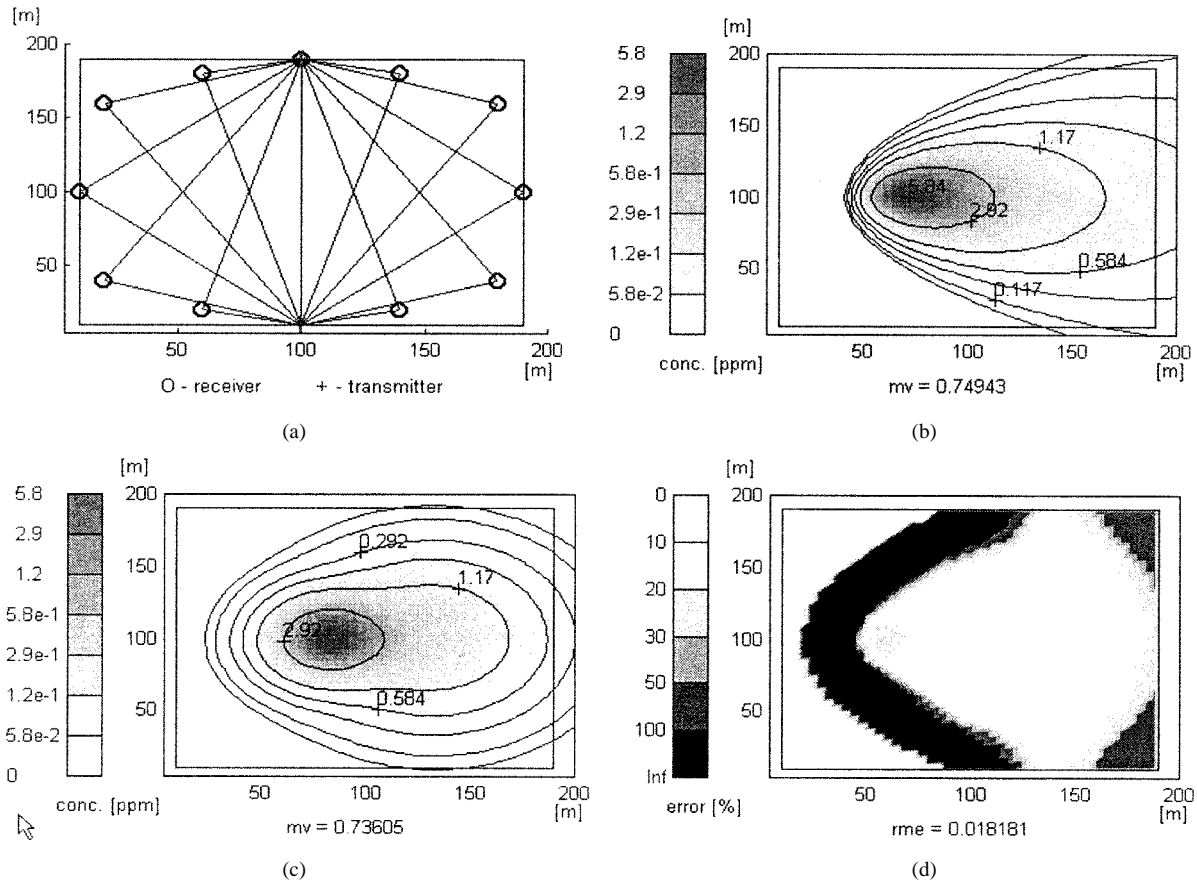 [m]
200
150
100
50
50
100
150
200
[m]
O - receiver
+ - transmitter
(a)
[m]
5.8
2.9
1.2
5.8e-1
2.9e-1
1.2e-1
5.8e-2
0
conc. [ppm]
200
150
100
50
1.17
5.84
2.92
0.584
0.117
50
100
150
200
[m]
mv = 0.74943
(b)
[m]
5.8
2.9
1.2
5.8e-1
2.9e-1
1.2e-1
5.8e-2
0
conc. [ppm]
200
150
100
50
0.292
1.17
2.92
0.584
50
100
150
200
[m]
mv = 0.73605
(c)
[m]
0
10
20
30
50
100
Inf
error [%]
200
150
100
50
50
100
150
200
[m]
rme = 0.018181
(d)